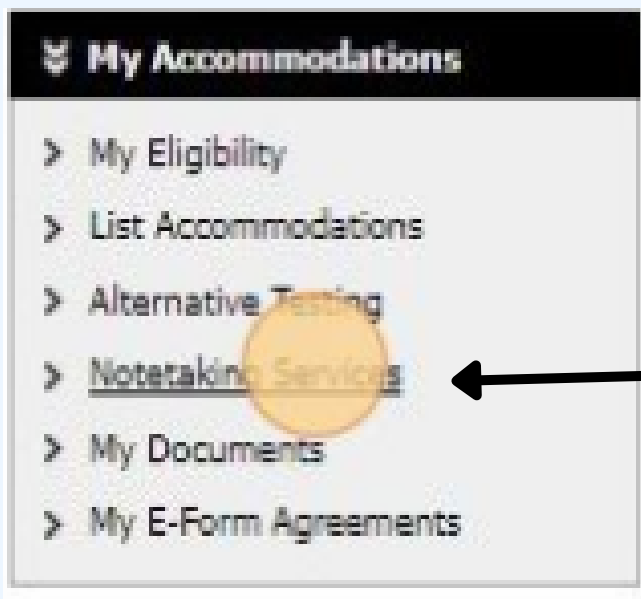 My Accommodations
My Eligibility
List Accommodations
Alternative Testing
Notetaking Services
My Documents
My E-Form Agreements